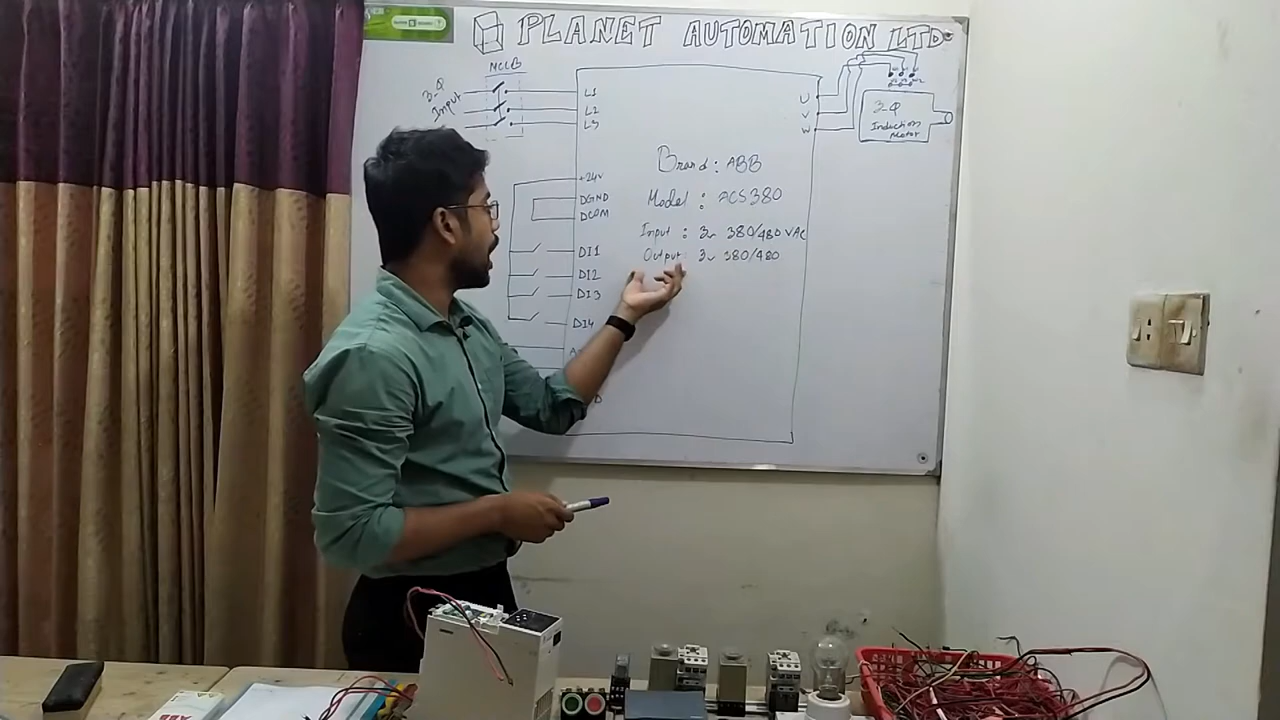 PLANET AUTOMATION LTD
MCCB
3-Φ
Input
L1
L2
L3
U
V
W
3-Φ
Induction
Motor
Brand: ABB
Model : ACS380
Input : 3~ 380/480 VAC
Output: 3~ 380/480
+24V
DGND
DCOM
DI1
DI2
DI3
DI4
ABB